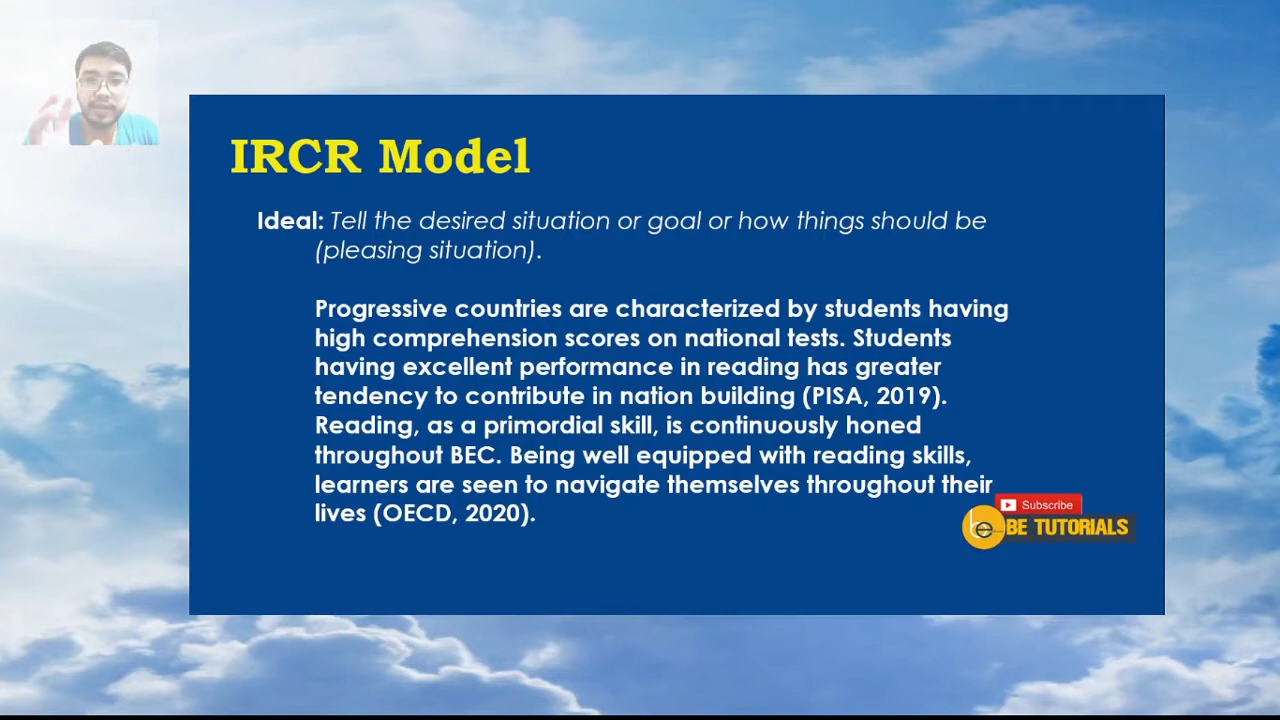 IRCR Model
Ideal: Tell the desired situation or goal or how things should be
(pleasing situation).
Progressive countries are characterized by students having
high comprehension scores on national tests. Students
having excellent performance in reading has greater
tendency to contribute in nation building (PISA, 2019).
Reading, as a primordial skill, is continuously honed
throughout BEC. Being well equipped with reading skills,
learners are seen to navigate themselves throughout their
lives (OECD, 2020).
Subscribe
be BE TUTORIALS